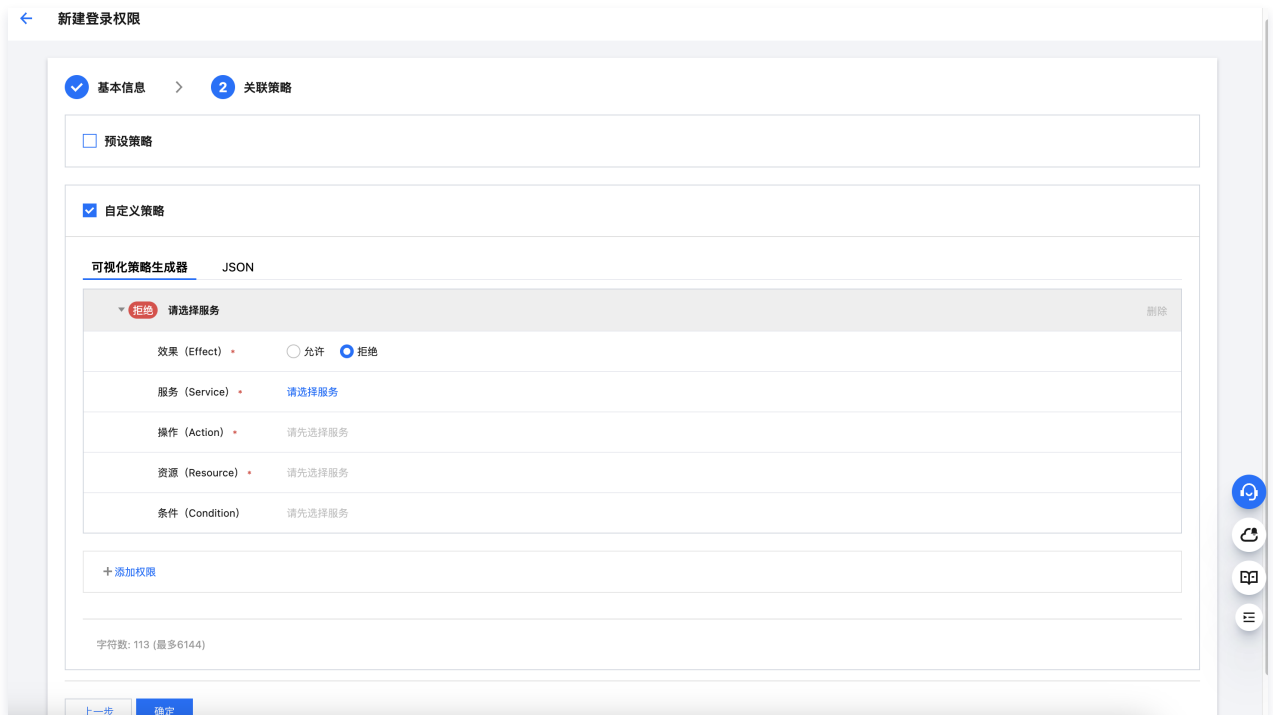 新建登录权限
基本信息
2 关联策略
预设策略
自定义策略
可视化策略生成器 JSON
拒绝 请选择服务 删除
效果（Effect） * 允许 拒绝
服务（Service） * 请选择服务
操作（Action） * 请先选择服务
资源（Resource） * 请先选择服务
条件（Condition） 请先选择服务
+添加权限
字符数: 113 (最多6144)
上一步 确定